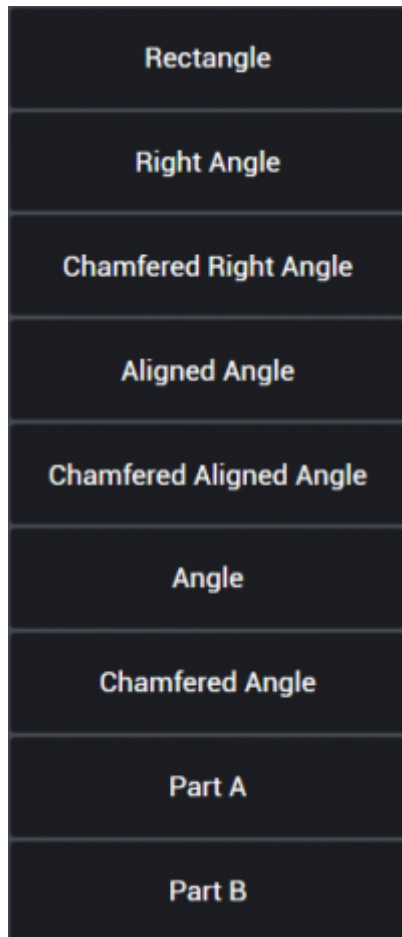 Rectangle
Right Angle
Chamfered Right Angle
Aligned Angle
Chamfered Aligned Angle
Angle
Chamfered Angle
Part A
Part B